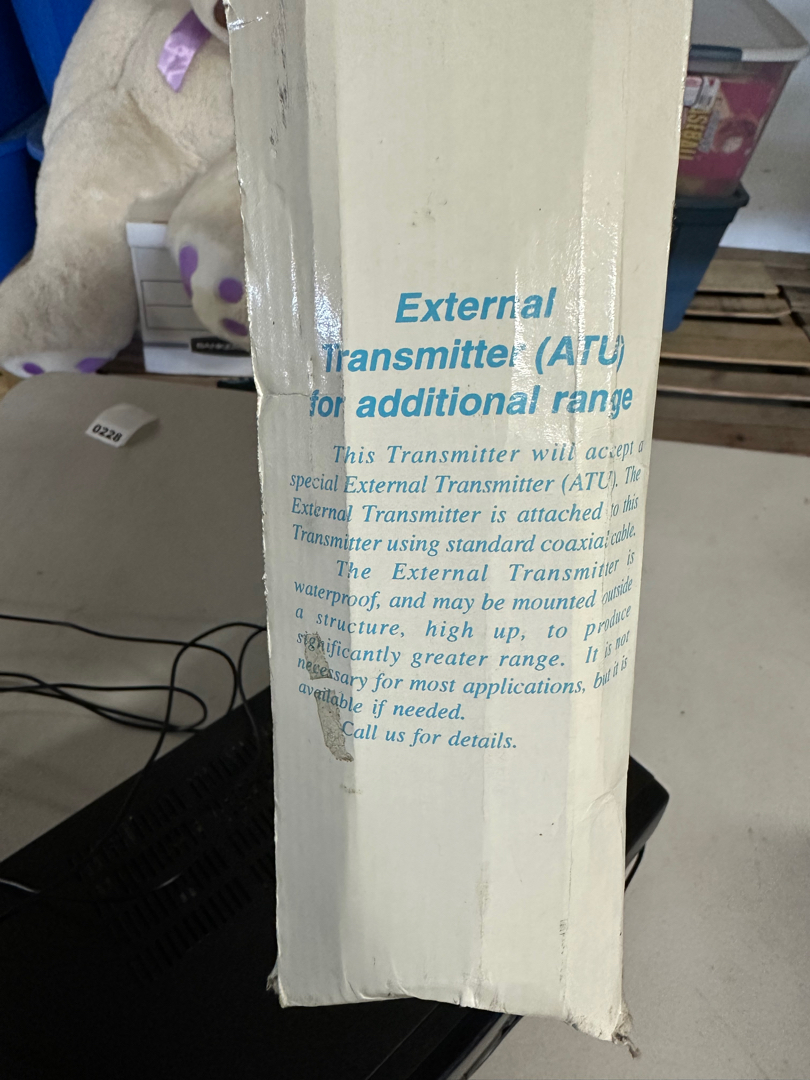 External
Transmitter (ATU)
for additional range
This Transmitter will accept a
special External Transmitter (ATU). The
External Transmitter is attached to this
Transmitter using standard coaxial cable.
The External Transmitter is
waterproof, and may be mounted outside
a structure, high up, to produce
significantly greater range. It is not
necessary for most applications, but it is
available if needed.
Call us for details.
0228
BASEBALL